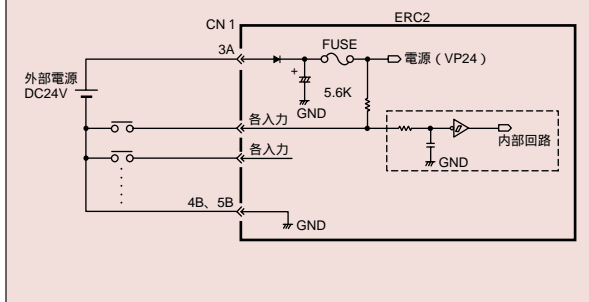 CN 1
ERC2
3A
FUSE
電源（VP24）
外部電源
DC24V
+
5.6K
GND
各入力
内部回路
各入力
GND
4B、5B
GND